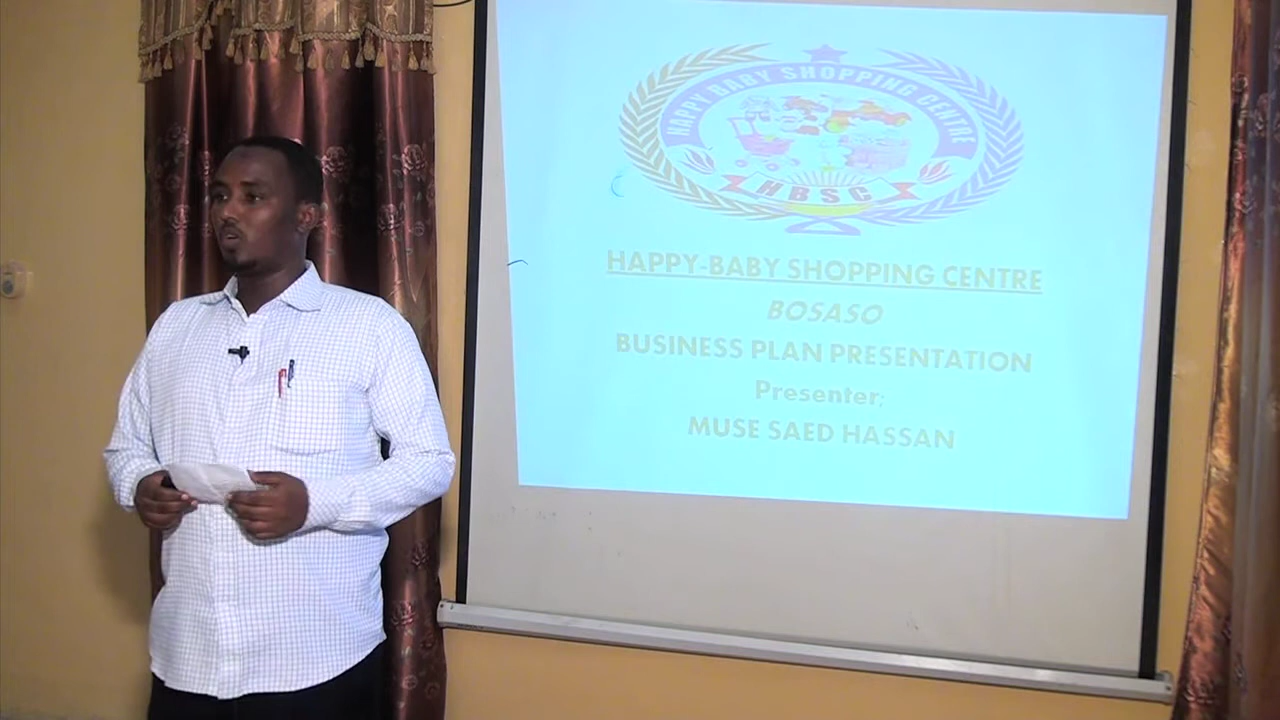 HAPPY BABY SHOPPING CENTRE
HBSC
HAPPY-BABY SHOPPING CENTRE
BOSASO
BUSINESS PLAN PRESENTATION
Presenter;
MUSE SAED HASSAN